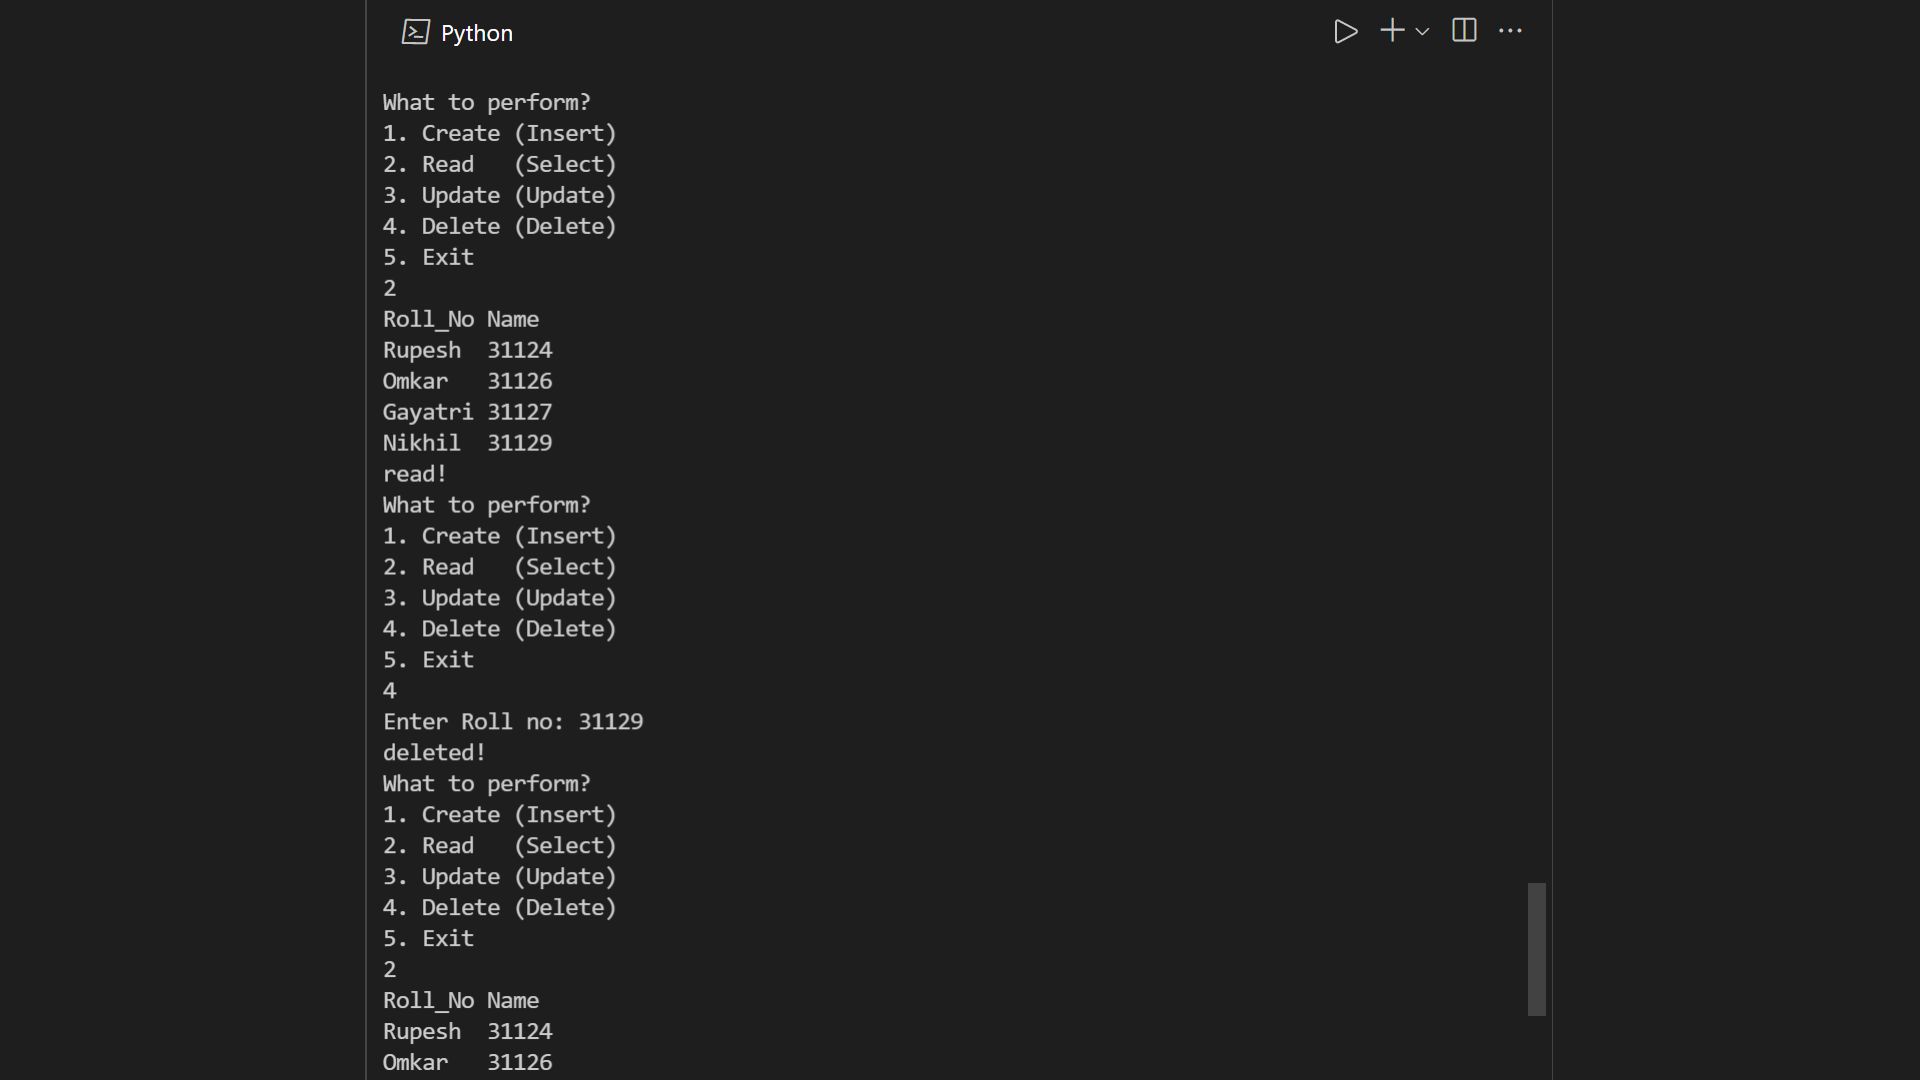 Python
What to perform?
1. Create (Insert)
2. Read   (Select)
3. Update (Update)
4. Delete (Delete)
5. Exit
2
Roll_No Name
Rupesh  31124
Omkar   31126
Gayatri 31127
Nikhil  31129
read!
What to perform?
1. Create (Insert)
2. Read   (Select)
3. Update (Update)
4. Delete (Delete)
5. Exit
4
Enter Roll no: 31129
deleted!
What to perform?
1. Create (Insert)
2. Read   (Select)
3. Update (Update)
4. Delete (Delete)
5. Exit
2
Roll_No Name
Rupesh  31124
Omkar   31126